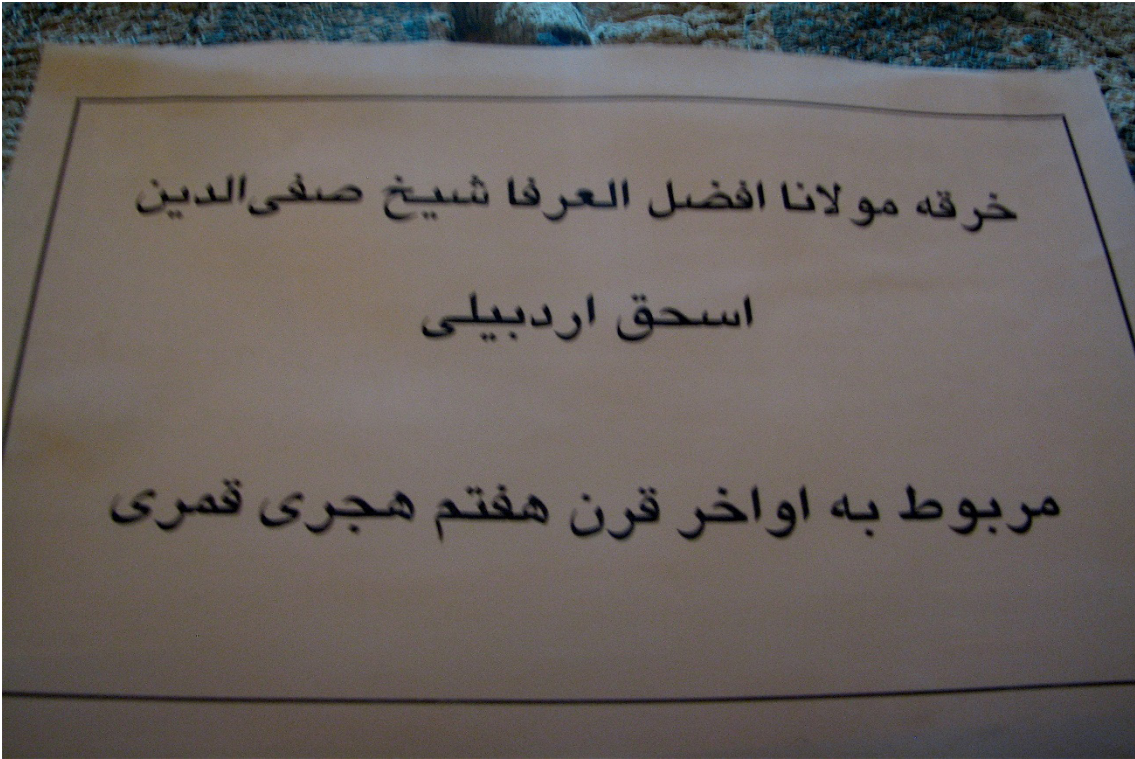 خرقه مولانا افضل العرفا شیخ صفی‌الدین
اسحق اردبیلی
مربوط به اواخر قرن هفتم هجری قمری